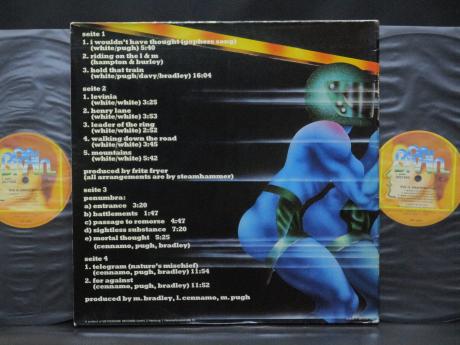 seite 1
1. i wouldn't have thought (gophers song)
(white/pugh) 5:40
2. riding on the l & m
(hampton & burley)
3. hold that train
(white/pugh/davy/bradley) 16:04
seite 2
1. levinia
(white/white) 3:25
2. henry lane
(white/white) 3:53
3. leader of the ring
(white/white) 2:52
4. walking down the road
(white/white) 3:45
5. mountains
(white/white) 5:42
produced by fritz fryer
(all arrangements are by steamhammer)
seite 3
penumbra:
a) entrance 3:20
b) battlements 1:47
c) passage to remorse 4:47
d) sightless substance 7:20
e) mortal thought 5:25
(cennamo, pugh, bradley)
seite 4
1. telegram (nature's mischief)
(cennamo, pugh, bradley) 11:54
2. for against
(cennamo, pugh, bradley) 11:52
produced by m. bradley, l. cennamo, m. pugh